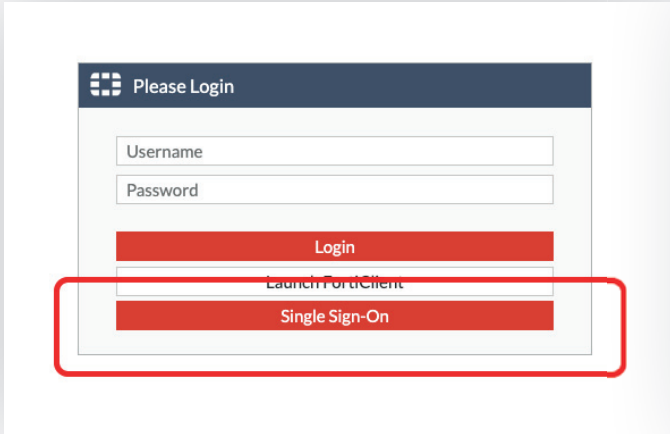 Please Login
Username
Password
Login
Launch FortiClient
Single Sign-On